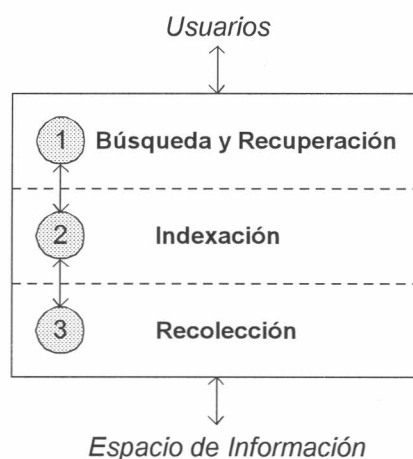 Usuarios
1 Búsqueda y Recuperación
2 Indexación
3 Recolección
Espacio de Información